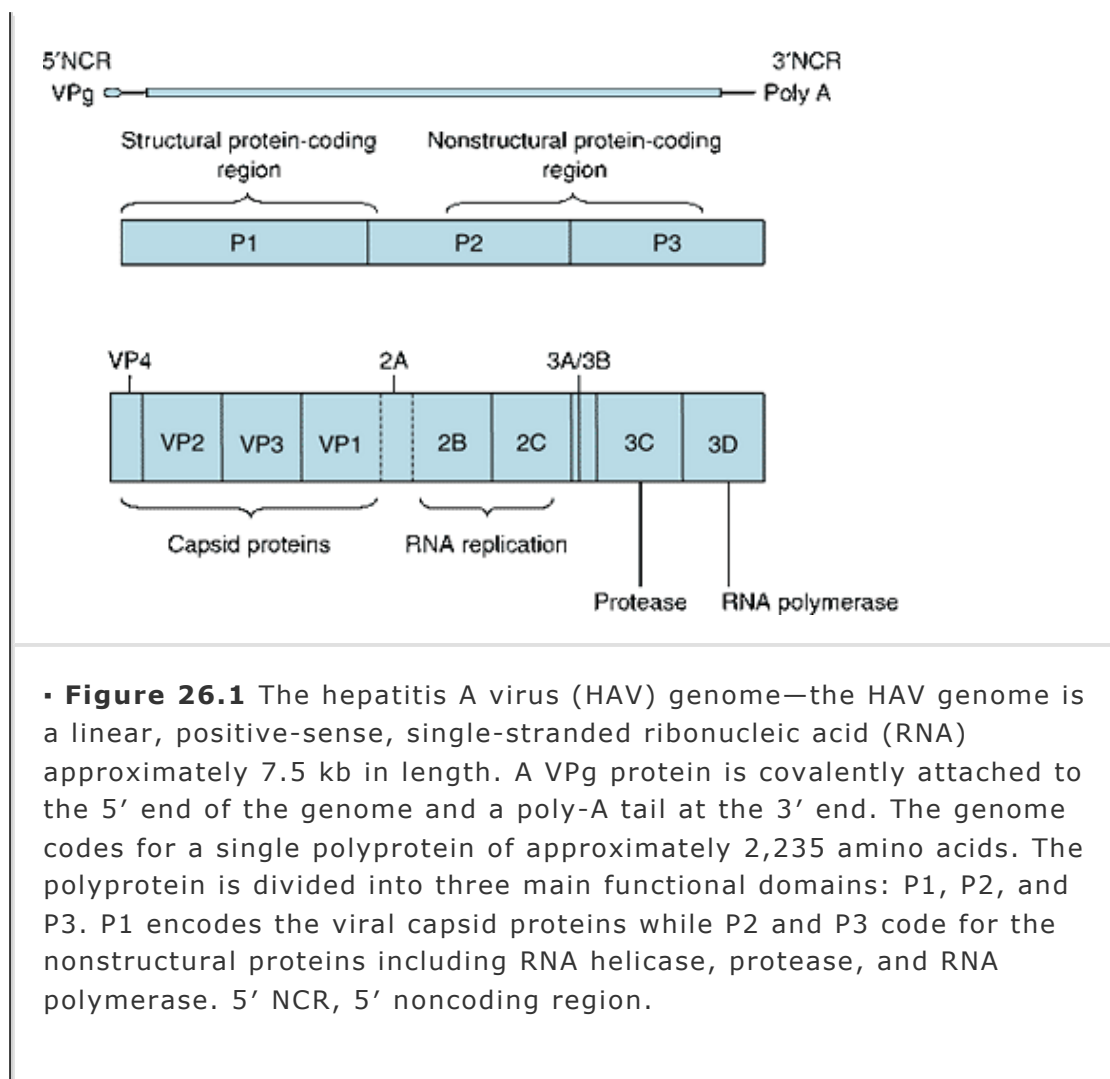 5′NCR 3′NCR
VPg Poly A
Structural protein-coding region
Nonstructural protein-coding region
P1 P2 P3
VP4 2A 3A/3B
VP2 VP3 VP1 2B 2C 3C 3D
Capsid proteins RNA replication
Protease RNA polymerase
▪ Figure 26.1 The hepatitis A virus (HAV) genome—the HAV genome is
a linear, positive-sense, single-stranded ribonucleic acid (RNA)
approximately 7.5 kb in length. A VPg protein is covalently attached to
the 5′ end of the genome and a poly-A tail at the 3′ end. The genome
codes for a single polyprotein of approximately 2,235 amino acids. The
polyprotein is divided into three main functional domains: P1, P2, and
P3. P1 encodes the viral capsid proteins while P2 and P3 code for the
nonstructural proteins including RNA helicase, protease, and RNA
polymerase. 5′ NCR, 5′ noncoding region.